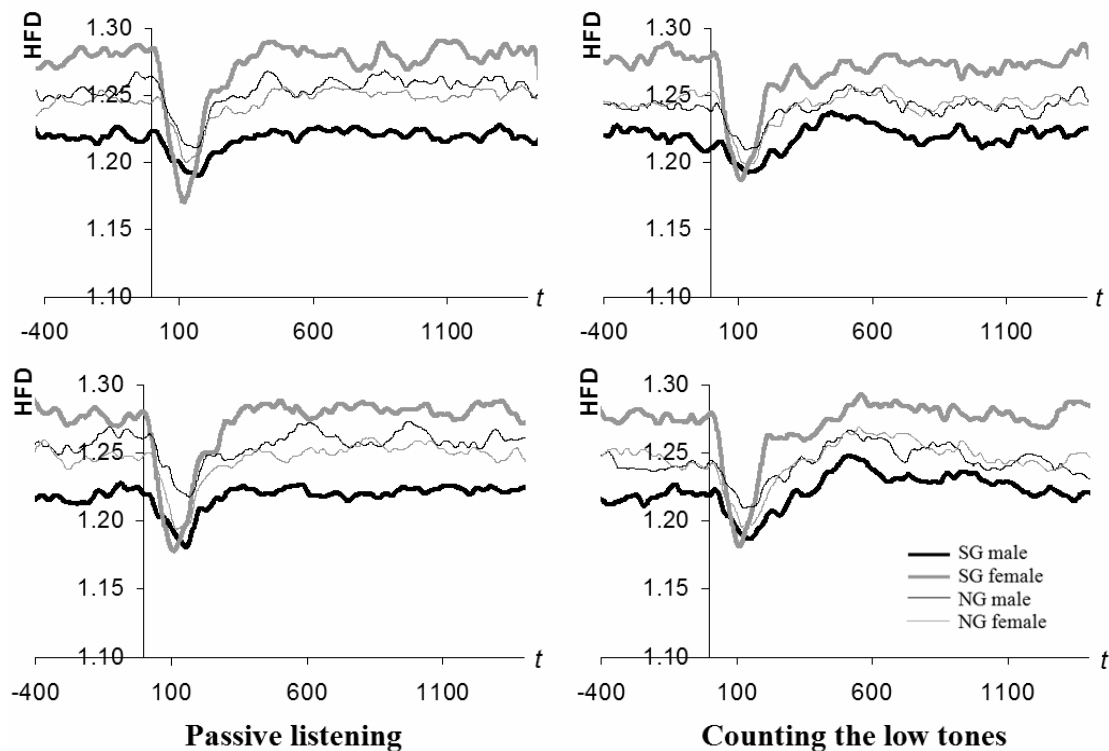 HFD
1.30
1.25
1.20
1.15
1.10
t
-400 100 600 1100
HFD
1.30
1.25
1.20
1.15
1.10
t
-400 100 600 1100
HFD
1.30
1.25
1.20
1.15
1.10
t
-400 100 600 1100
Passive listening
HFD
1.30
1.25
1.20
1.15
1.10
t
-400 100 600 1100
SG male
SG female
NG male
NG female
Counting the low tones